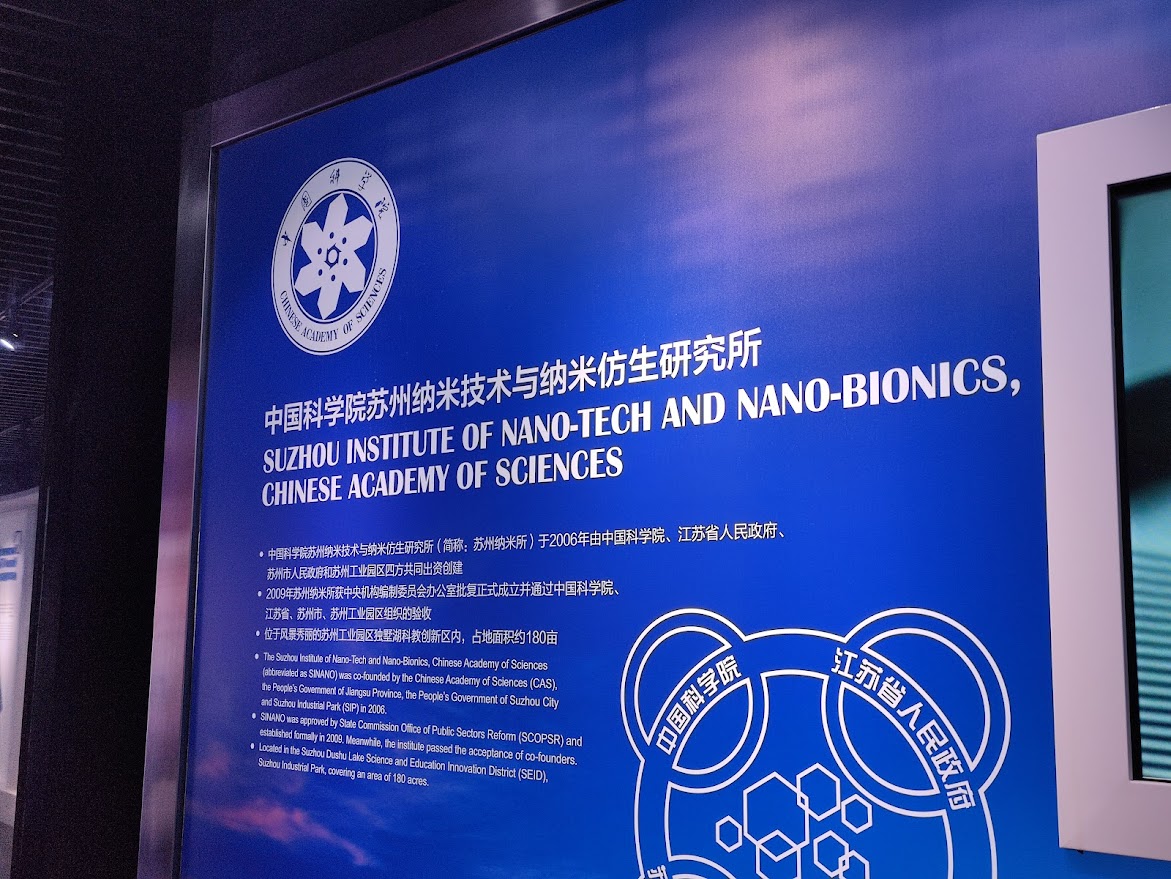 中国科学院
CHINESE ACADEMY OF SCIENCES
中国科学院苏州纳米技术与纳米仿生研究所
SUZHOU INSTITUTE OF NANO-TECH AND NANO-BIONICS,
CHINESE ACADEMY OF SCIENCES
• 中国科学院苏州纳米技术与纳米仿生研究所（简称：苏州纳米所）于2006年由中国科学院、江苏省人民政府、
苏州市人民政府和苏州工业园区四方共同出资创建
• 2009年苏州纳米所获中央机构编制委员会办公室批复正式成立并通过中国科学院、
江苏省、苏州市、苏州工业园区组织的验收
• 位于风景秀丽的苏州工业园区独墅湖科教创新区内，占地面积约180亩
• The Suzhou Institute of Nano-Tech and Nano-Bionics, Chinese Academy of Sciences
(abbreviated as SINANO) was co-founded by the Chinese Academy of Sciences (CAS),
the People's Government of Jiangsu Province, the People's Government of Suzhou City
and Suzhou Industrial Park (SIP) in 2006.
• SINANO was approved by State Commission Office of Public Sectors Reform (SCOPSR) and
established formally in 2009. Meanwhile, the institute passed the acceptance of co-founders.
• Located in the Suzhou Dushu Lake Science and Education Innovation District (SEID),
Suzhou Industrial Park, covering an area of 180 acres.
中国科学院
江苏省人民政府